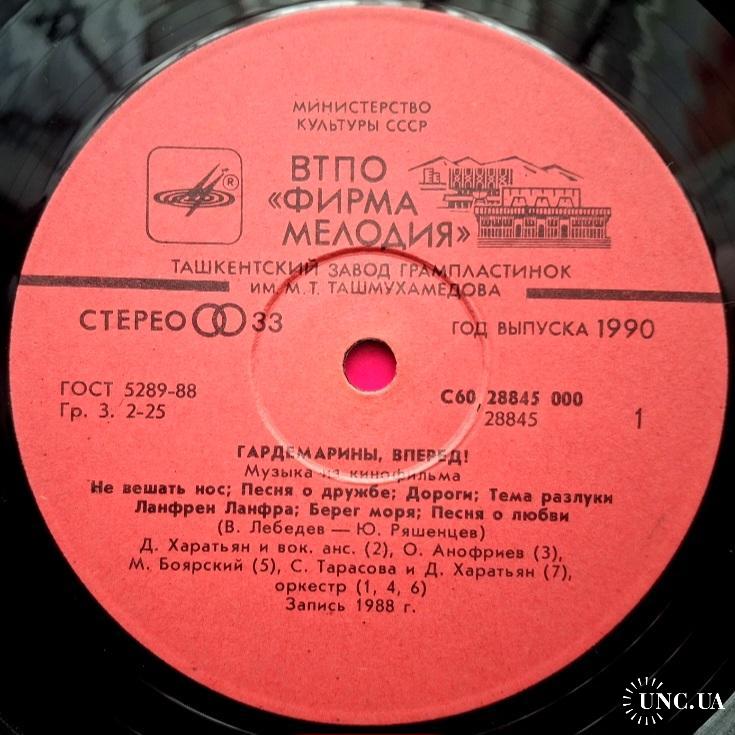 МИНИСТЕРСТВО
КУЛЬТУРЫ СССР
®
ВТПО
«ФИРМА
МЕЛОДИЯ»
ТАШКЕНТСКИЙ ЗАВОД ГРАМПЛАСТИНОК
ИМ. М. Т. ТАШМУХАМЕДОВА
СТЕРЕО 33
ГОД ВЫПУСКА 1990
ГОСТ 5289-88
Гр. 3. 2-25
С60 28845 000
28845
1
ГАРДЕМАРИНЫ, ВПЕРЕД!
Музыка из кинофильма
Не вешать нос; Песня о дружбе; Дороги; Тема разлуки
Ланфрен Ланфра; Берег моря; Песня о любви
(В. Лебедев — Ю. Ряшенцев)
Д. Харатьян и вок. анс. (2), О. Анофриев (3),
М. Боярский (5), С. Тарасова и Д. Харатьян (7),
оркестр (1, 4, 6)
Запись 1988 г.
UNC.UA